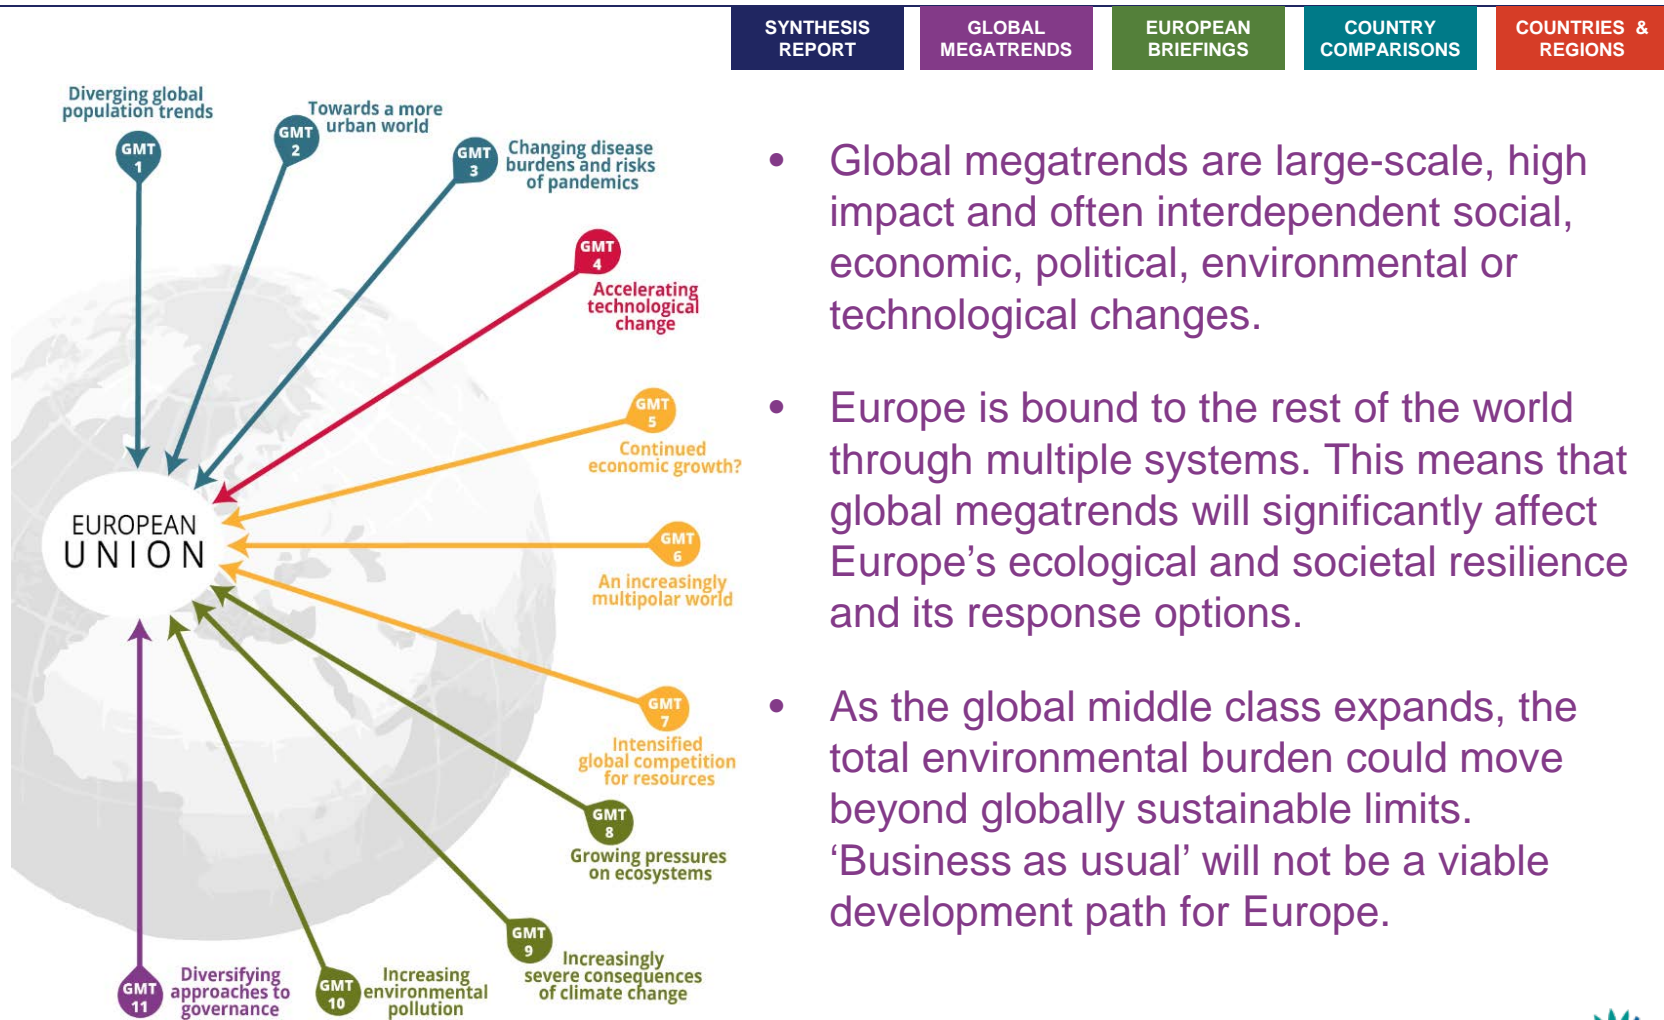 SYNTHESIS
REPORT
GLOBAL
MEGATRENDS
EUROPEAN
BRIEFINGS
COUNTRY
COMPARISONS
COUNTRIES &
REGIONS
Diverging global
population trends
GMT
1
Towards a more
urban world
GMT
2
Changing disease
burdens and risks
of pandemics
GMT
3
GMT
4
Accelerating
technological
change
GMT
5
Continued
economic growth?
EUROPEAN
UNION
GMT
6
An increasingly
multipolar world
GMT
7
Intensified
global competition
for resources
GMT
8
Growing pressures
on ecosystems
GMT
9
Increasingly
severe consequences
of climate change
GMT
10
Increasing
environmental
pollution
GMT
11
Diversifying
approaches to
governance
• Global megatrends are large-scale, high
impact and often interdependent social,
economic, political, environmental or
technological changes.
• Europe is bound to the rest of the world
through multiple systems. This means that
global megatrends will significantly affect
Europe’s ecological and societal resilience
and its response options.
• As the global middle class expands, the
total environmental burden could move
beyond globally sustainable limits.
‘Business as usual’ will not be a viable
development path for Europe.